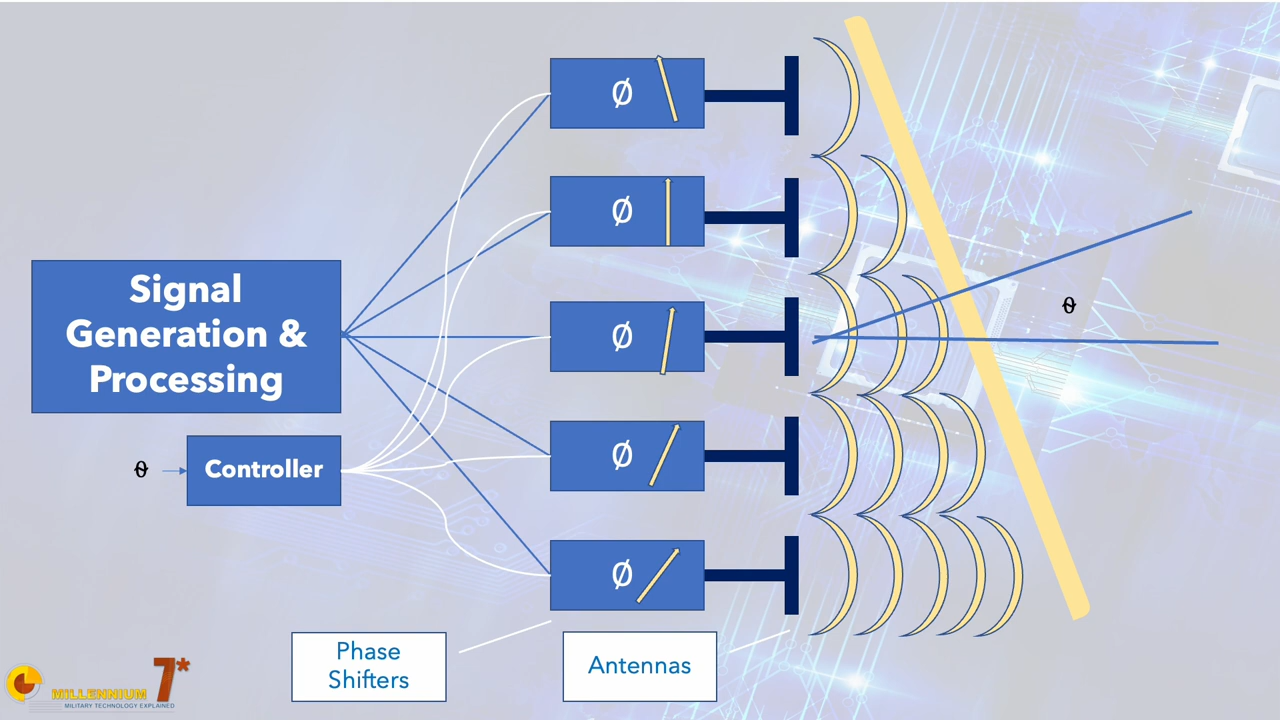 Ø
Ø
Signal
Generation &
Processing
θ
Ø
θ
Controller
Ø
Ø
Phase
Shifters
Antennas
7*
MILLENNIUM
MILITARY TECHNOLOGY EXPLAINED